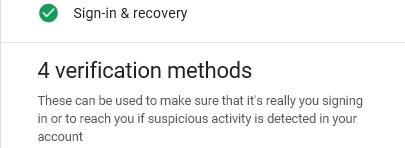 Sign-in & recovery
4 verification methods
These can be used to make sure that it's really you signing
in or to reach you if suspicious activity is detected in your
account